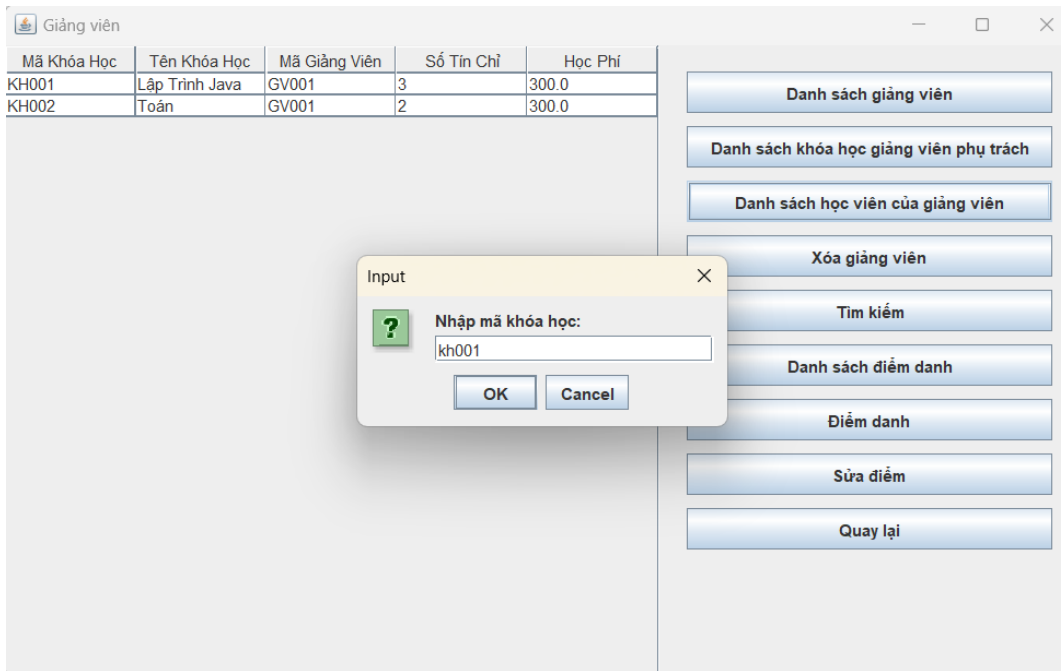 Giảng viên
Mã Khóa Học Tên Khóa Học Mã Giảng Viên Số Tín Chỉ Học Phí
KH001 Lập Trình Java GV001 3 300.0
KH002 Toán GV001 2 300.0
Danh sách giảng viên
Danh sách khóa học giảng viên phụ trách
Danh sách học viên của giảng viên
Xóa giảng viên
Tìm kiếm
Danh sách điểm danh
Điểm danh
Sửa điểm
Quay lại
Input
?
Nhập mã khóa học:
kh001
OK Cancel